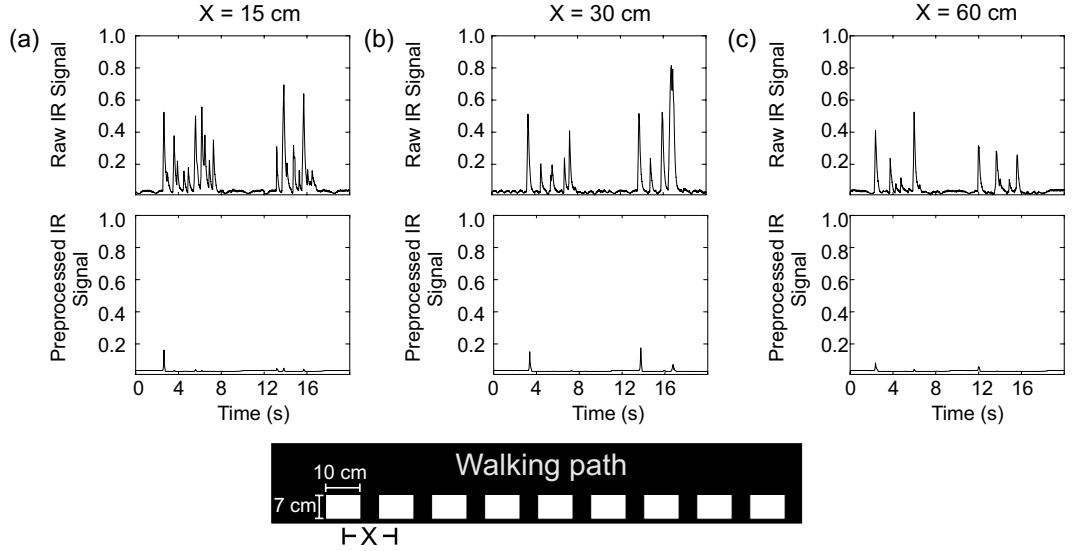 X = 15 cm
X = 30 cm
X = 60 cm
(a)
Raw IR Signal
1.0
0.8
0.6
0.4
0.2
(b)
Raw IR Signal
1.0
0.8
0.6
0.4
0.2
(c)
Raw IR Signal
1.0
0.8
0.6
0.4
0.2
Preprocessed IR
Signal
1.0
0.8
0.6
0.4
0.2
0 4 8 12 16
Time (s)
Preprocessed IR
Signal
1.0
0.8
0.6
0.4
0.2
0 4 8 12 16
Time (s)
Preprocessed IR
Signal
1.0
0.8
0.6
0.4
0.2
0 4 8 12 16
Time (s)
Walking path
10 cm
7 cm
X